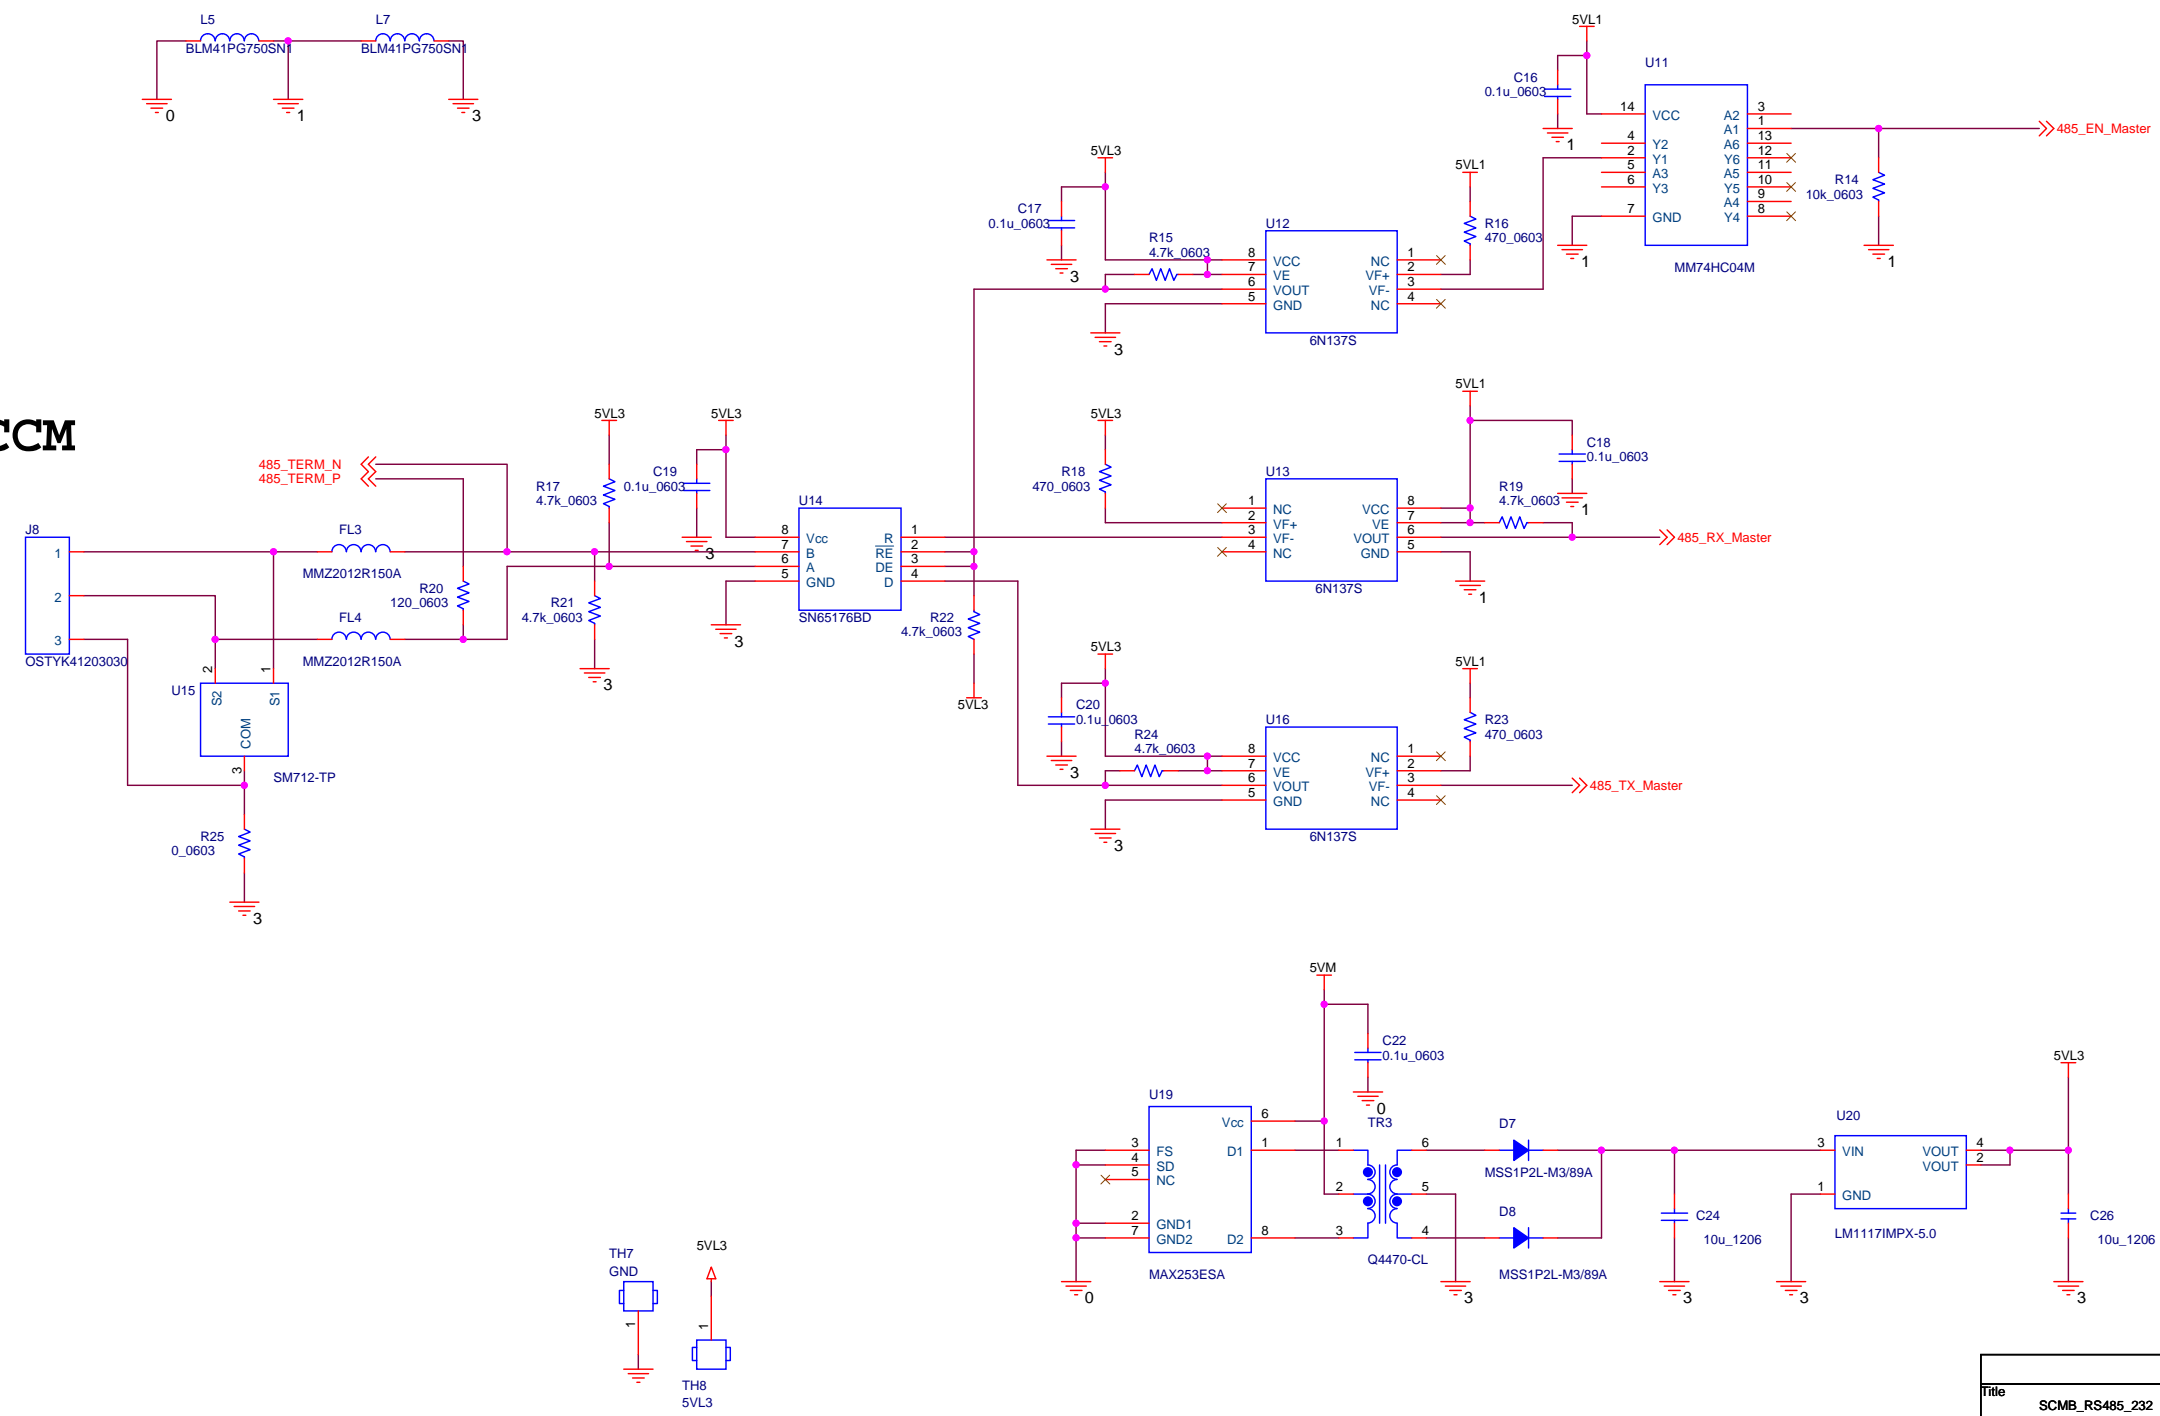 L5
BLM41PG750SN1
0
1
L7
BLM41PG750SN1
3
5VL1
C16
0.1u_0603
1
U11
14 VCC
4 Y2
2 Y1
5 A3
6 Y3
7 GND
A2 3
A1 1
A6 13
Y6 12
A5 11
Y5 10
A4 9
Y4 8
MM74HC04M
1
485_EN_Master
R14
10k_0603
1
5VL3
C17
0.1u_0603
3
R15
4.7k_0603
U12
8 VCC
7 VE
6 VOUT
5 GND
NC 1
VF+ 2
VF- 3
NC 4
6N137S
3
5VL1
R16
470_0603
CCM
485_TERM_N
485_TERM_P
J8
1
2
3
OSTYK41203030
FL3
MMZ2012R150A
FL4
MMZ2012R150A
R20
120_0603
U15
2 S2
1 S1
COM
3
SM712-TP
R25
0_0603
3
5VL3
R17
4.7k_0603
R21
4.7k_0603
3
5VL3
C19
0.1u_0603
3
U14
8 Vcc
7 B
6 A
5 GND
R 1
RE 2
DE 3
D 4
SN65176BD
3
R22
4.7k_0603
5VL3
5VL3
R18
470_0603
U13
1 NC
2 VF+
3 VF-
4 NC
VCC 8
VE 7
VOUT 6
GND 5
6N137S
5VL1
C18
0.1u_0603
1
R19
4.7k_0603
485_RX_Master
1
5VL3
C20
0.1u_0603
3
R24
4.7k_0603
U16
8 VCC
7 VE
6 VOUT
5 GND
NC 1
VF+ 2
VF- 3
NC 4
6N137S
3
5VL1
R23
470_0603
485_TX_Master
5VM
C22
0.1u_0603
0
U19
3 FS
4 SD
5 NC
2 GND1
7 GND2
Vcc 6
D1 1
D2 8
MAX253ESA
0
TR3
1
2
3
6
5
4
Q4470-CL
3
D7
MSS1P2L-M3/89A
D8
MSS1P2L-M3/89A
C24
10u_1206
3
U20
3 VIN
1 GND
VOUT 4
VOUT 2
LM1117IMPX-5.0
3
5VL3
C26
10u_1206
3
TH7
GND
1
5VL3
1
TH8
5VL3
Title
SCMB_RS485_232